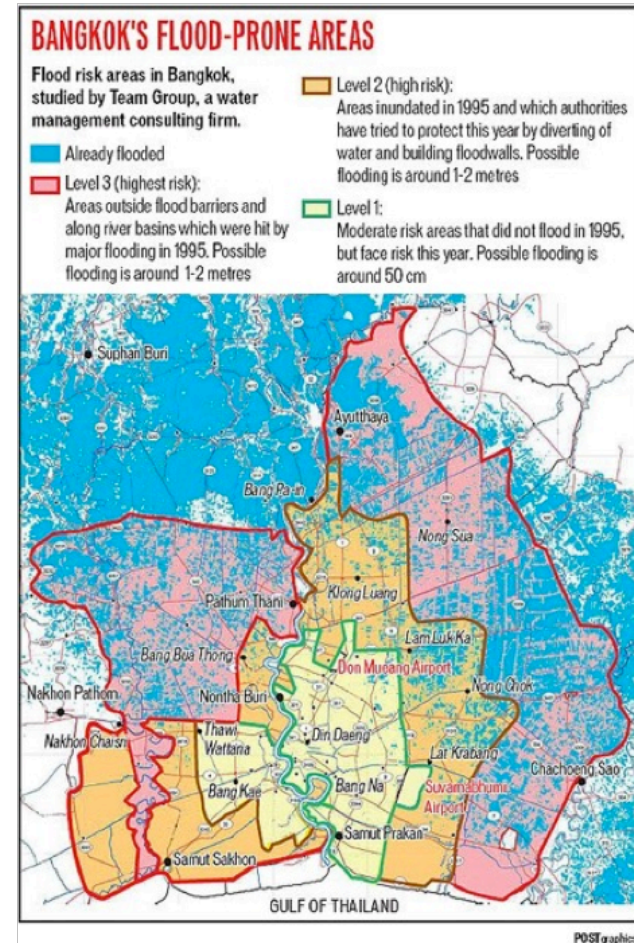 BANGKOK'S FLOOD-PRONE AREAS
Flood risk areas in Bangkok,
studied by Team Group, a water
management consulting firm.
Already flooded
Level 3 (highest risk):
Areas outside flood barriers and
along river basins which were hit by
major flooding in 1995. Possible
flooding is around 1-2 metres
Level 2 (high risk):
Areas inundated in 1995 and which authorities
have tried to protect this year by diverting of
water and building floodwalls. Possible
flooding is around 1-2 metres
Level 1:
Moderate risk areas that did not flood in 1995,
but face risk this year. Possible flooding is
around 50 cm
Suphan Buri
Ayutthaya
Bang Pa-in
Nong Sua
Klong Luang
Pathum Thani
Lam Luk Ka
Bang Bua Thong
Don Mueang Airport
Nong Chok
Nakhon Pathom
Nontha Buri
Nakhon Chaisri
Thawi
Wattana
Din Daeng
Lat Krabang
Chachoeng Sao
Bang Kae
Bang Na
Suvarnabhumi
Airport
Samut Prakan
Samut Sakhon
GULF OF THAILAND
POSTgraphics